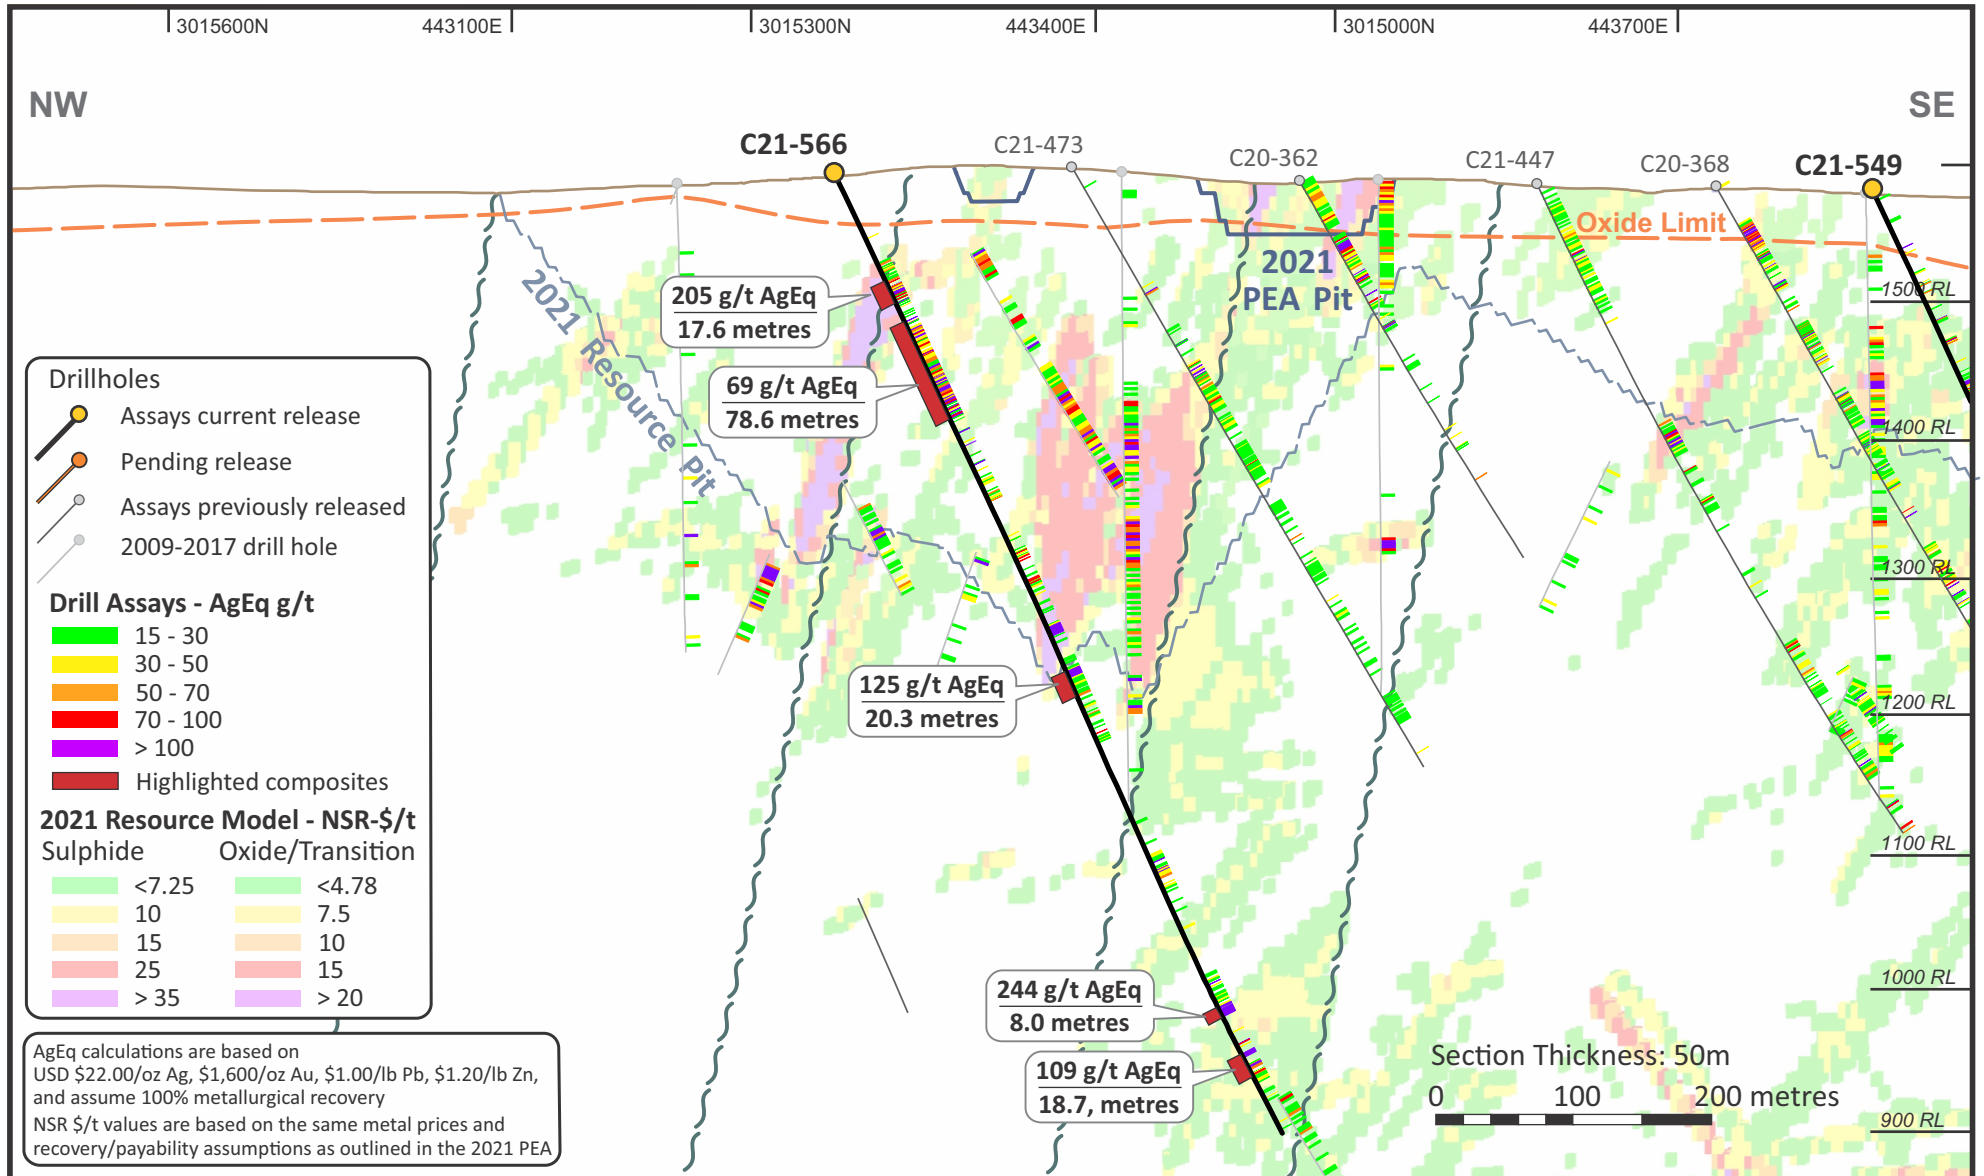 3015600N
443100E
3015300N
443400E
3015000N
443700E
NW
SE
C21-566
C21-473
C20-362
C21-447
C20-368
C21-549
Oxide Limit
2021
PEA Pit
2021 Resource Pit
1500 RL
1400 RL
1300 RL
1200 RL
1100 RL
1000 RL
900 RL
205 g/t AgEq
17.6 metres
69 g/t AgEq
78.6 metres
125 g/t AgEq
20.3 metres
244 g/t AgEq
8.0 metres
109 g/t AgEq
18.7, metres
Drillholes
Assays current release
Pending release
Assays previously released
2009-2017 drill hole
Drill Assays - AgEq g/t
15 - 30
30 - 50
50 - 70
70 - 100
> 100
Highlighted composites
2021 Resource Model - NSR-$/t
Sulphide Oxide/Transition
<7.25 <4.78
10 7.5
15 10
25 15
> 35 > 20
AgEq calculations are based on
USD $22.00/oz Ag, $1,600/oz Au, $1.00/lb Pb, $1.20/lb Zn,
and assume 100% metallurgical recovery
NSR $/t values are based on the same metal prices and
recovery/payability assumptions as outlined in the 2021 PEA
Section Thickness: 50m
0 100 200 metres